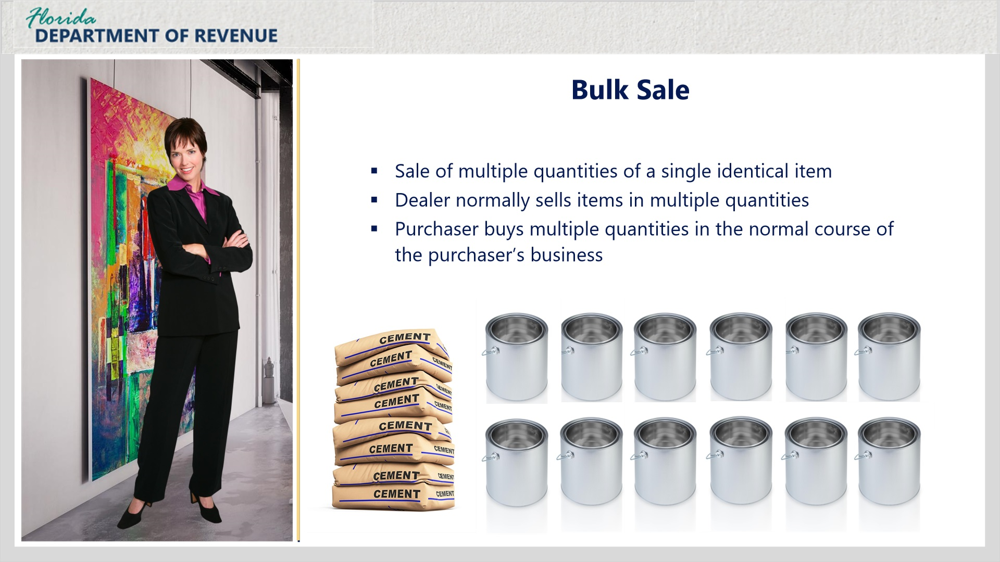 Florida
DEPARTMENT OF REVENUE
Bulk Sale
▪ Sale of multiple quantities of a single identical item
▪ Dealer normally sells items in multiple quantities
▪ Purchaser buys multiple quantities in the normal course of
the purchaser’s business
CEMENT
CEMENT CEMENT
CEMENT CEMENT
CEMENT CEMENT
CEMENT
CEMENT CEMENT
CEMENT CEMENT
CEMENT CEMENT